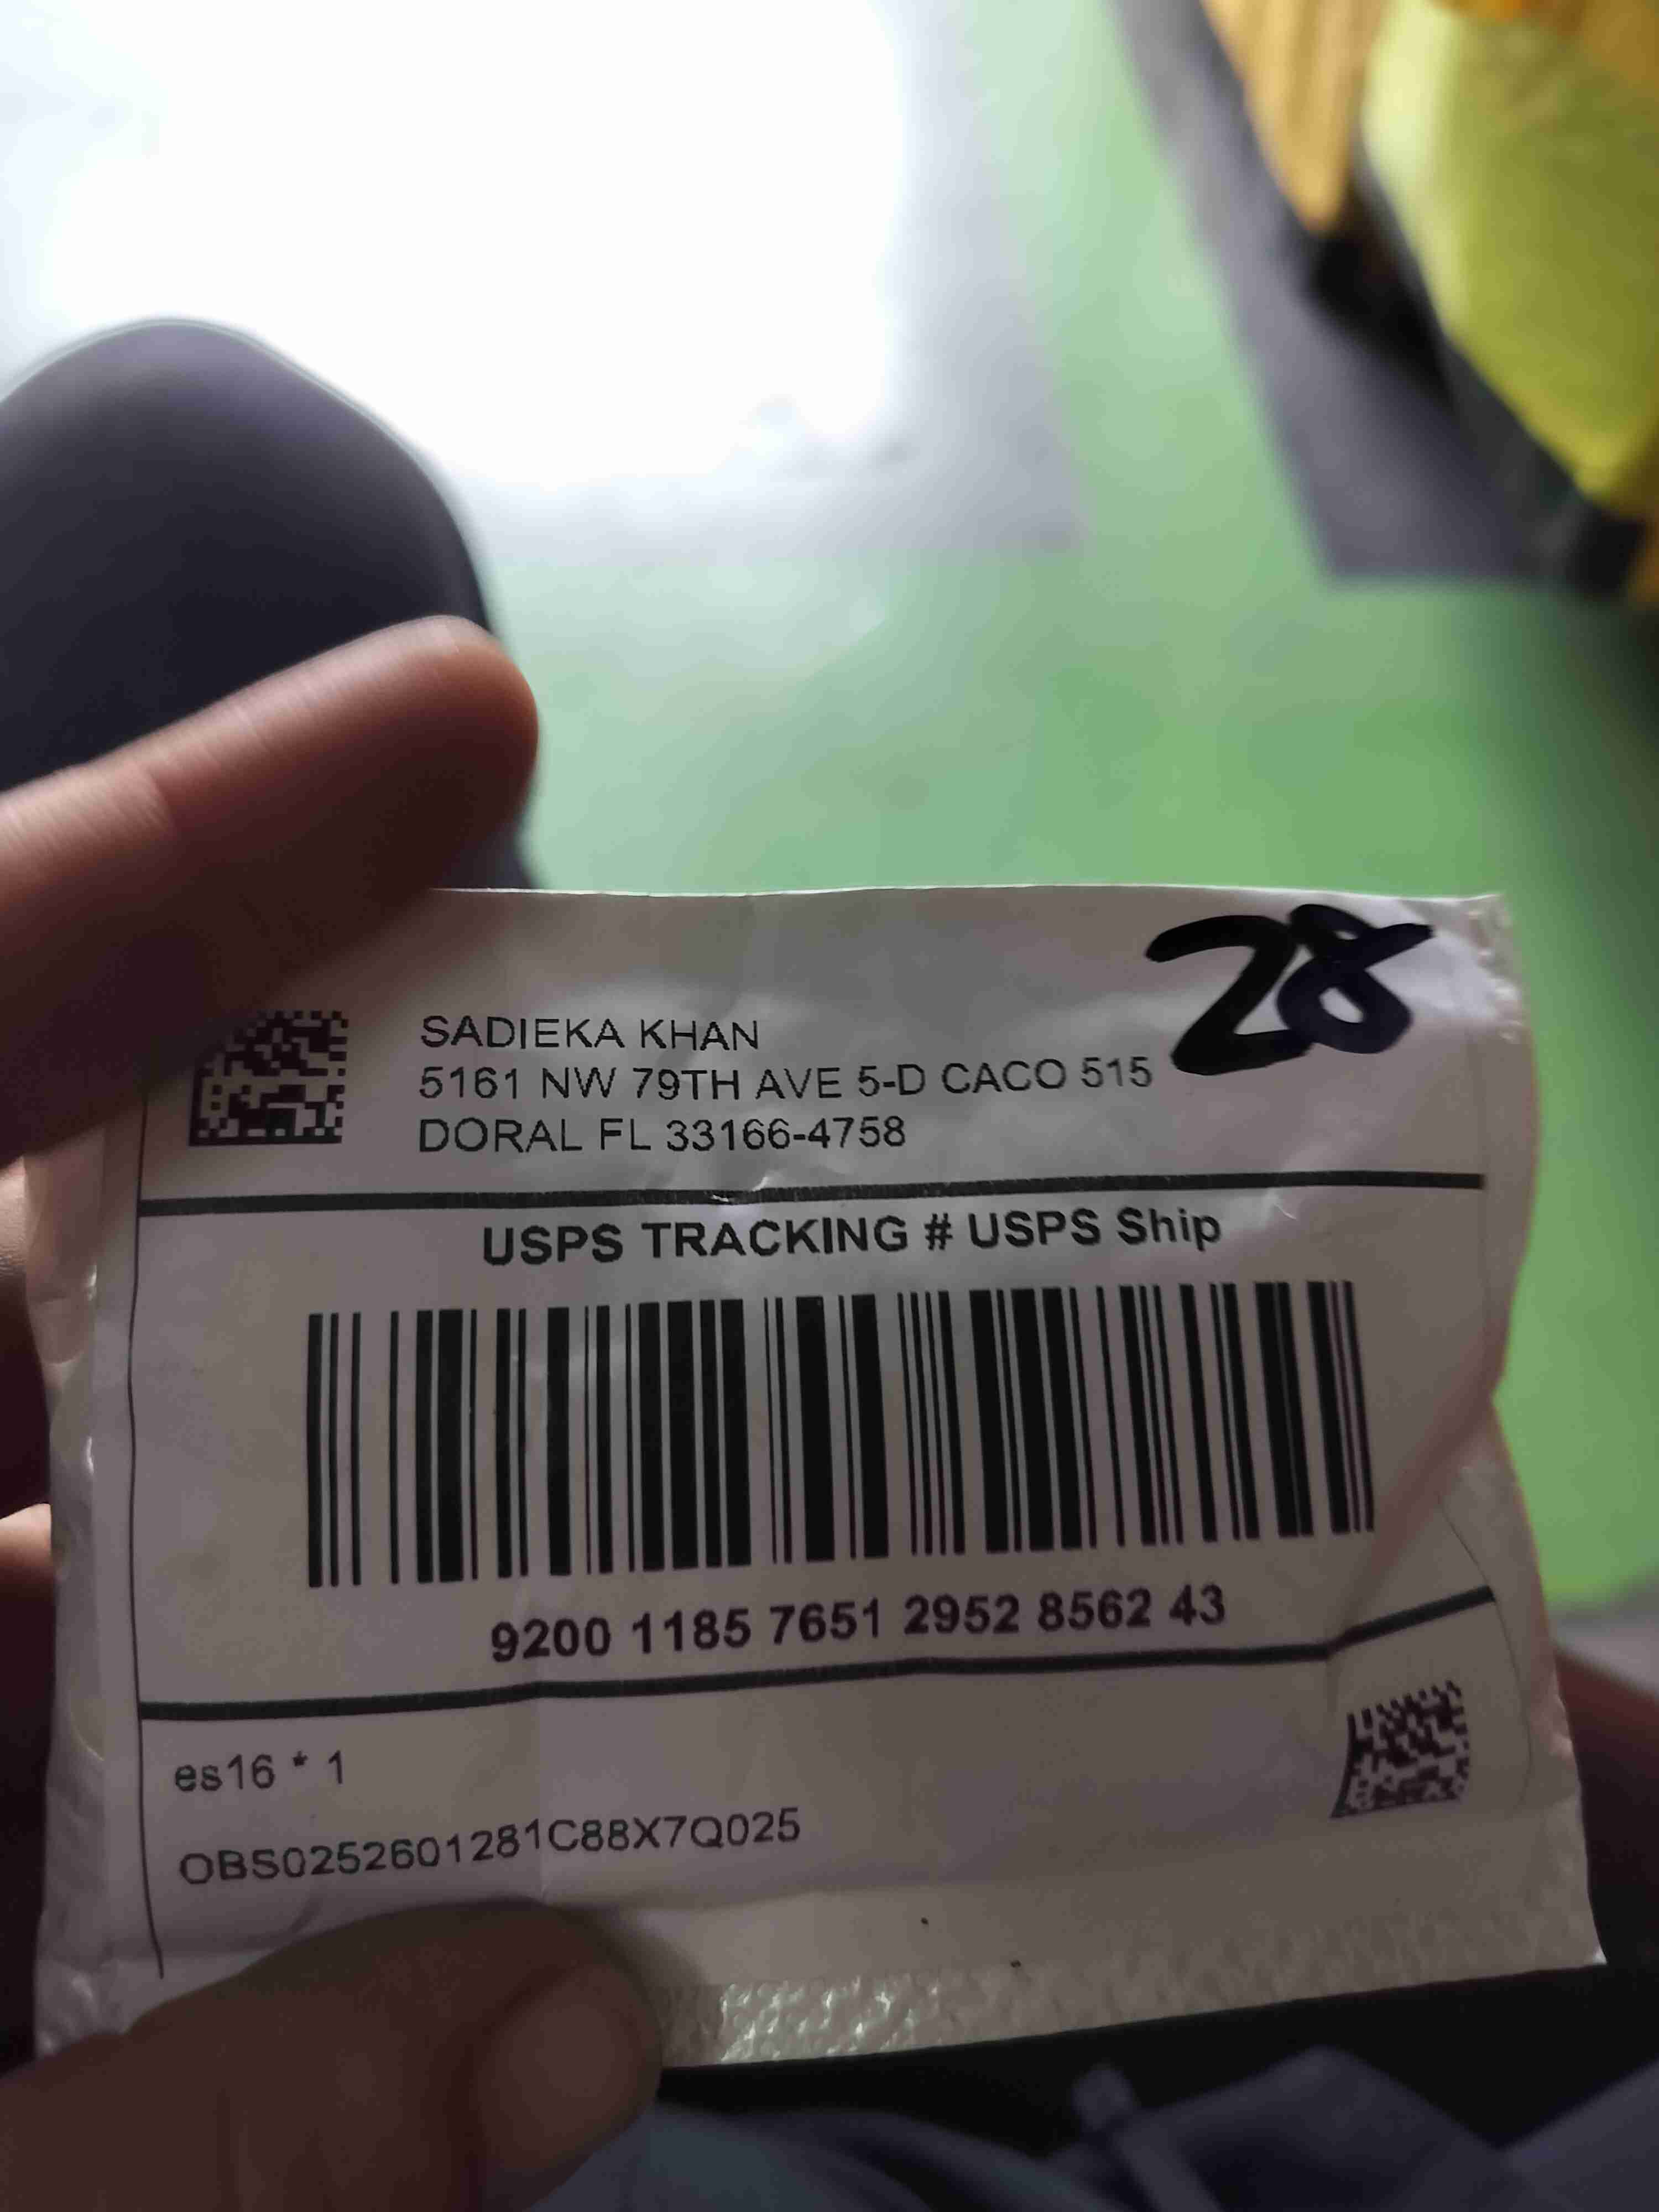 28
SADIEKA KHAN
5161 NW 79TH AVE 5-D CACO 515
DORAL FL 33166-4758
USPS TRACKING # USPS Ship
9200 1185 7651 2952 8562 43
es16 * 1
OBS0252601281C88X7Q025